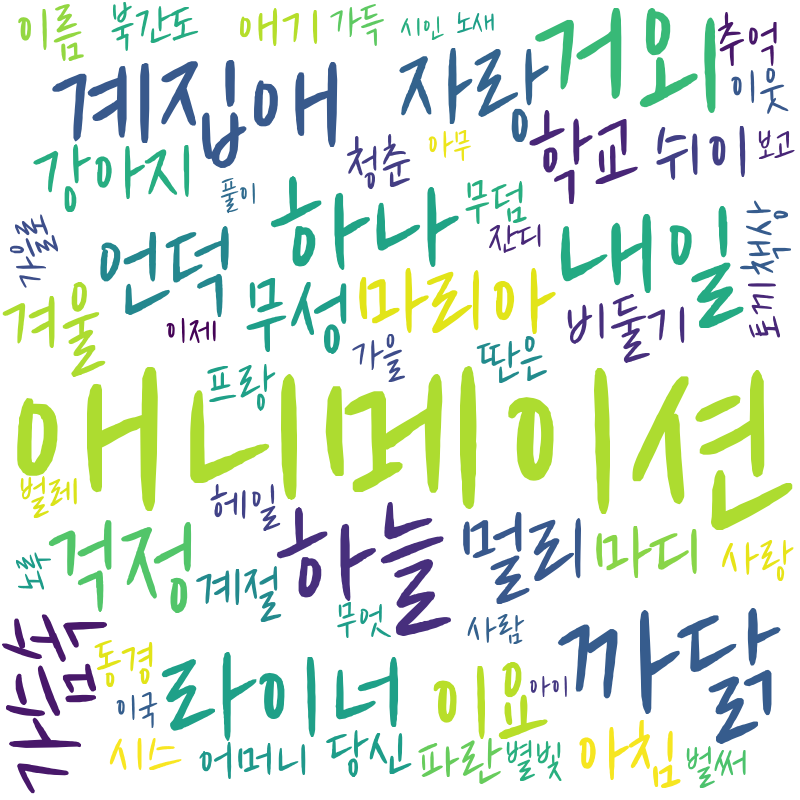 이름 북간도 애기 가득 시인 노새
계집애 자랑 거외 추억
이웃
강아지 풀이 청춘 아무 학교 쉬이 보고
가을로 언덕 하나 무덤 잔디 내일 책상
겨울 이제 무성 마리아 비둘기 토끼
프랑 가을 딴은
애니메이션
벌레 헤일
노루 걱정 계절 하늘 멀리 마디 사랑
무엇 사람
가슴속 동경 라이너 이요 아이 까닭
이국
시스 어머니 당신 파란 별빛 아침 벌써